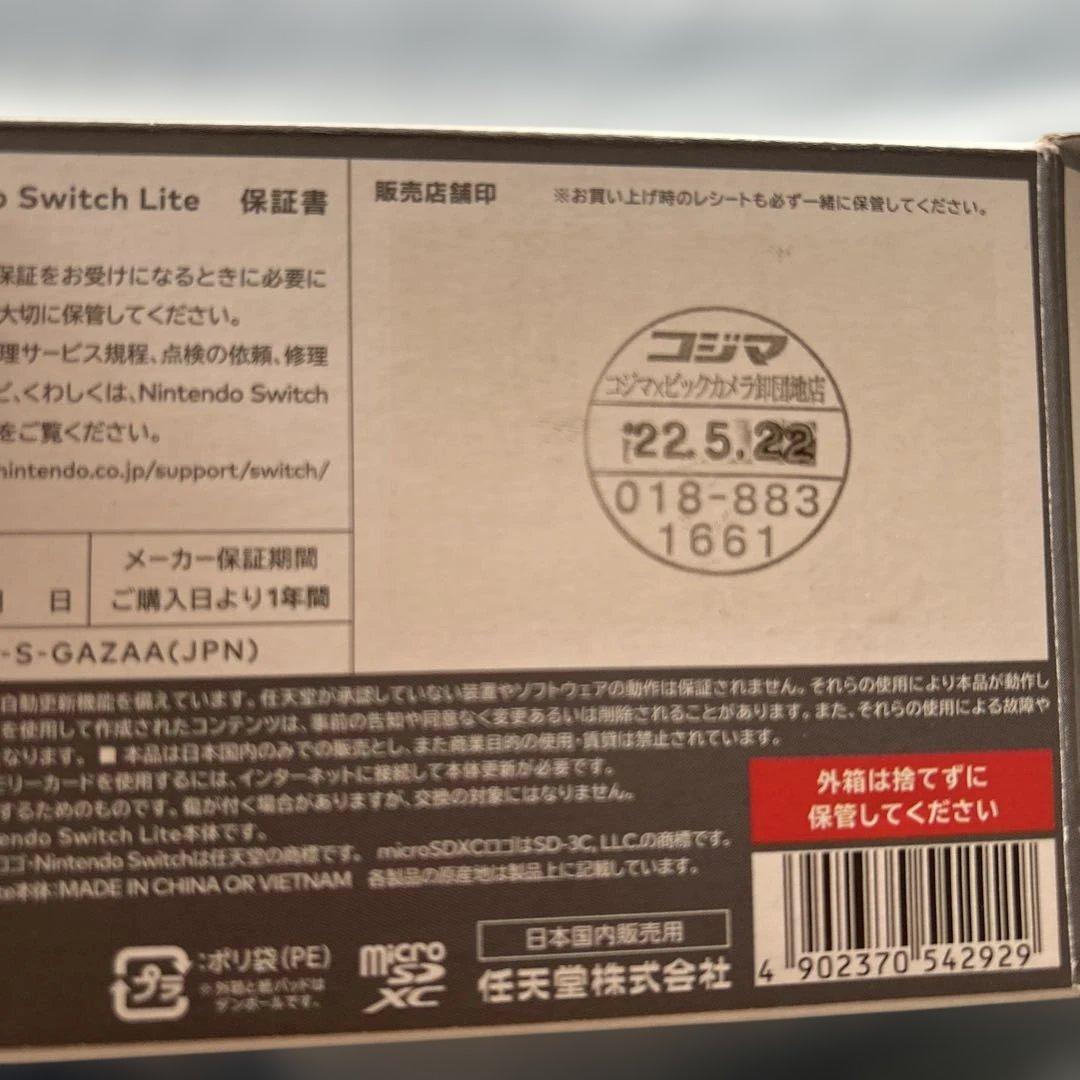 o Switch Lite 保証書
保証をお受けになるときに必要に
大切に保管してください。
理サービス規程、点検の依頼、修理
ど、くわしくは、Nintendo Switch
をご覧ください。
nintendo.co.jp/support/switch/
メーカー保証期間
日 ご購入日より1年間
-S-GAZAA(JPN)
販売店舗印 ※お買い上げ時のレシートも必ず一緒に保管してください。
コジマ
コジマ×ビックカメラ卸団地店
'22.5.22
018-883
1661
自動更新機能を備えています。任天堂が承認していない装置やソフトウェアの動作は保証されません。それらの使用により本品が動作し
を使用して作成されたコンテンツは、事前の告知や同意なく変更あるいは削除されることがあります。また、それらの使用による故障や
なります。■ 本品は日本国内のみでの販売とし、また商業目的の使用・賃貸は禁止されています。
モリーカードを使用するには、インターネットに接続して本体更新が必要です。
するためのものです。傷が付く場合がありますが、交換の対象にはなりません。
tendo Switch Lite本体です。
ロゴ・Nintendo Switchは任天堂の商標です。 microSDXCロゴはSD-3C, LLC.の商標です。
te本体：MADE IN CHINA OR VIETNAM 各製品の原産地は製品上に記載しています。
外箱は捨てずに
保管してください
プラ
：ポリ袋(PE)
※外箱と紙パッドは
ダンボールです。
micro
SD
XC
日本国内販売用
任天堂株式会社
4 902370 542929